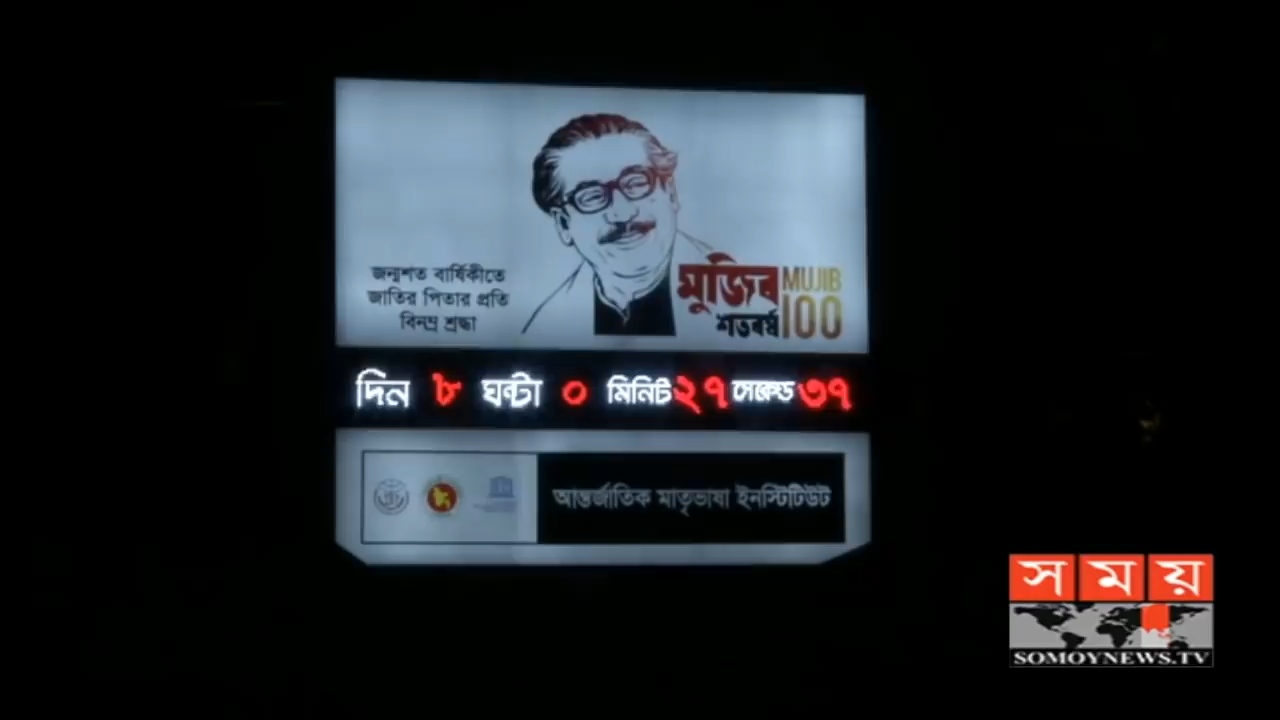 জন্মশত বার্ষিকীতে
জাতির পিতার প্রতি
বিনম্র শ্রদ্ধা
মুজিব
শতবর্ষ
MUJIB
100
দিন ৮ ঘন্টা ০ মিনিট ২৭ সেকেন্ড ৩৭
আন্তর্জাতিক মাতৃভাষা ইনস্টিটিউট
সময়
SOMOYNEWS.TV